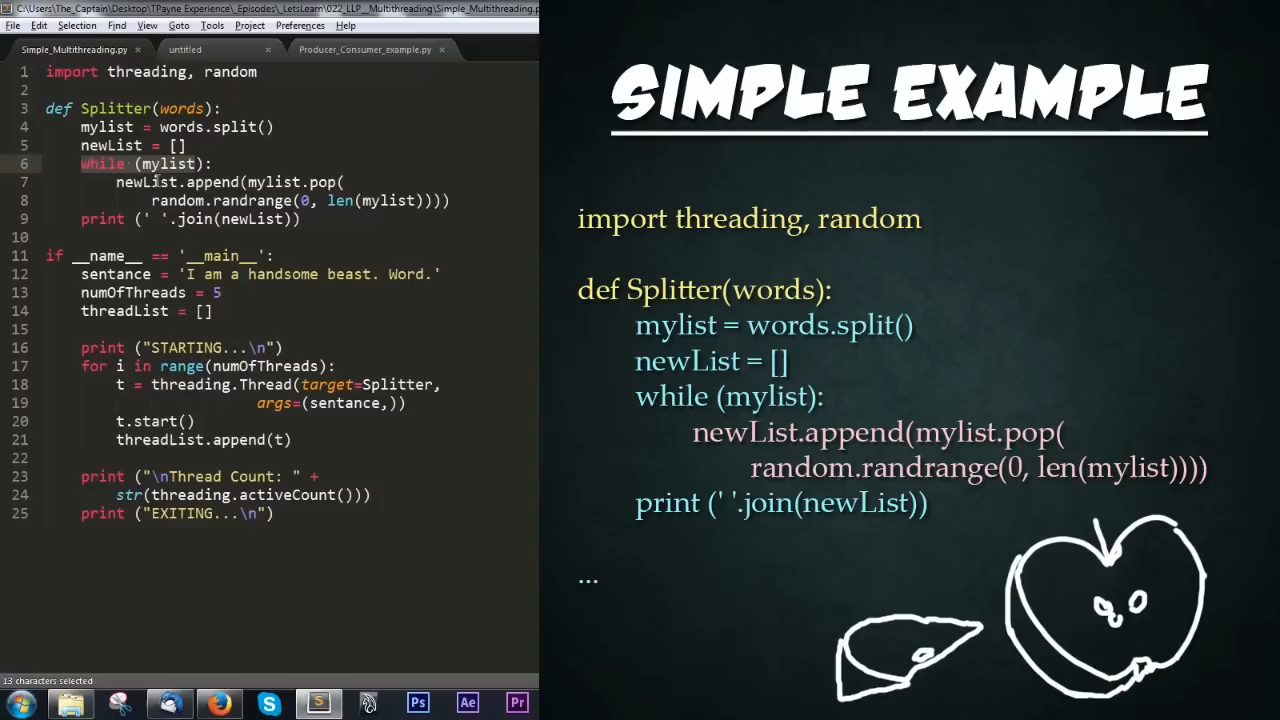 C:\Users\The_Captain\Desktop\TPayne Experience\_Episodes\_LetsLearn\022_LLP_Multithreading\Simple_Multithreading.py
File Edit Selection Find View Goto Tools Project Preferences Help
Simple_Multithreading.py × untitled × Producer_Consumer_example.py ×
1 import threading, random
2
3 def Splitter(words):
4 mylist = words.split()
5 newList = []
6 while (mylist):
7 newList.append(mylist.pop(
8 random.randrange(0, len(mylist))))
9 print (' '.join(newList))
10
11 if __name__ == '__main__':
12 sentance = 'I am a handsome beast. Word.'
13 numOfThreads = 5
14 threadList = []
15
16 print ("STARTING...\n")
17 for i in range(numOfThreads):
18 t = threading.Thread(target=Splitter,
19 args=(sentance,))
20 t.start()
21 threadList.append(t)
22
23 print ("\nThread Count: " +
24 str(threading.activeCount()))
25 print ("EXITING...\n")
13 characters selected
Ps Ae Pr
SIMPLE EXAMPLE
import threading, random
def Splitter(words):
mylist = words.split()
newList = []
while (mylist):
newList.append(mylist.pop(
random.randrange(0, len(mylist))))
print (' '.join(newList))
...